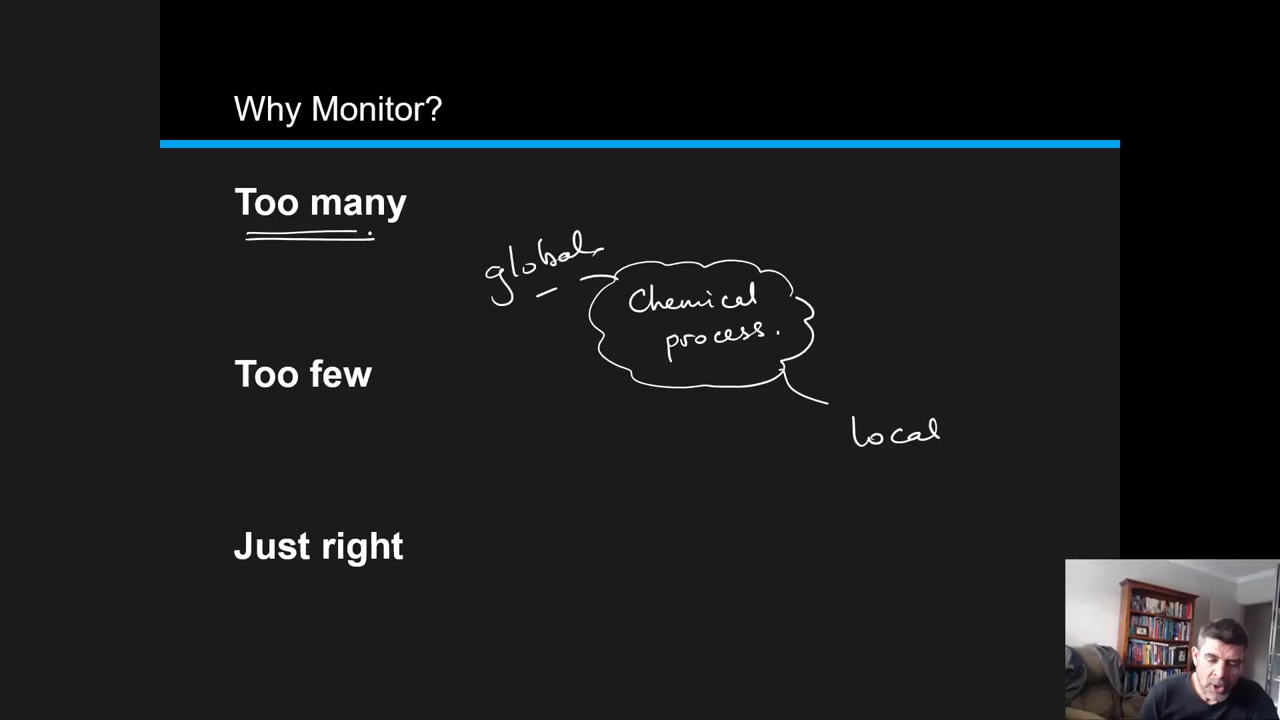 Why Monitor?
Too many
global
Chemical
process.
Too few
local
Just right